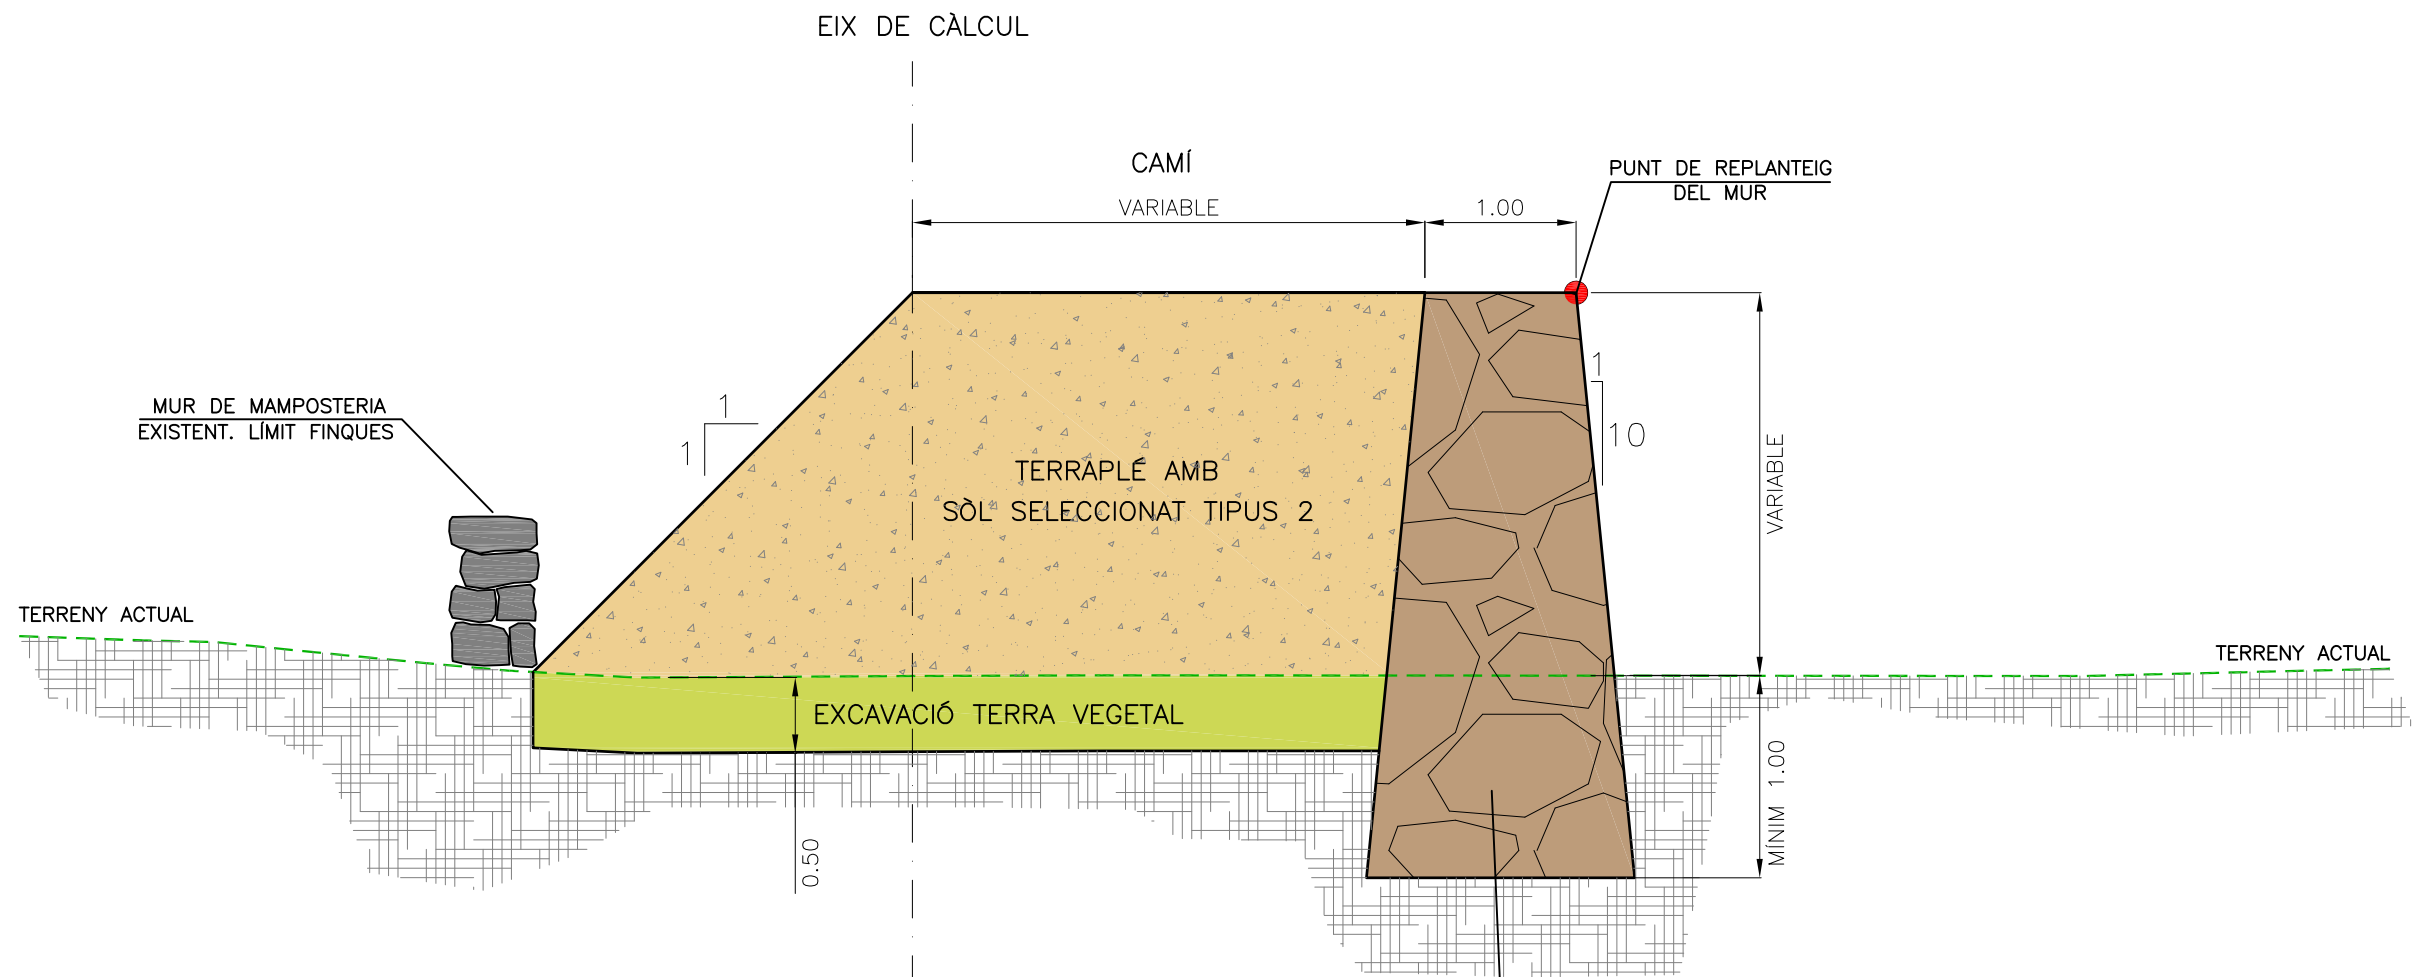 EIX DE CÀLCUL
CAMÍ
VARIABLE
1.00
PUNT DE REPLANTEIG
DEL MUR
1
10
1
1
MUR DE MAMPOSTERIA
EXISTENT. LÍMIT FINQUES
TERRAPLÉ AMB
SÒL SELECCIONAT TIPUS 2
VARIABLE
TERRENY ACTUAL
TERRENY ACTUAL
EXCAVACIÓ TERRA VEGETAL
0.50
MÍNIM 1.00